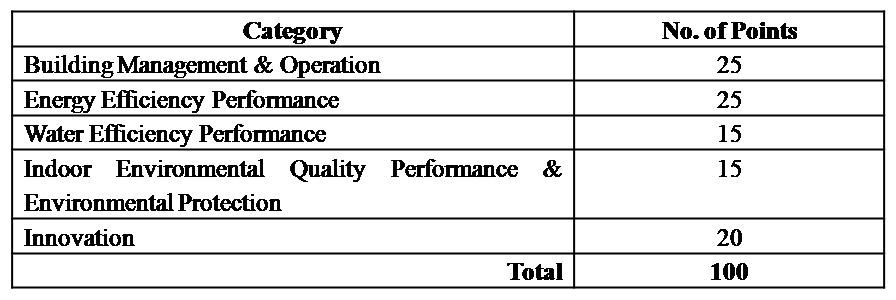 Category No. of Points
Building Management & Operation 25
Energy Efficiency Performance 25
Water Efficiency Performance 15
Indoor Environmental Quality Performance & 15
Environmental Protection
Innovation 20
Total 100